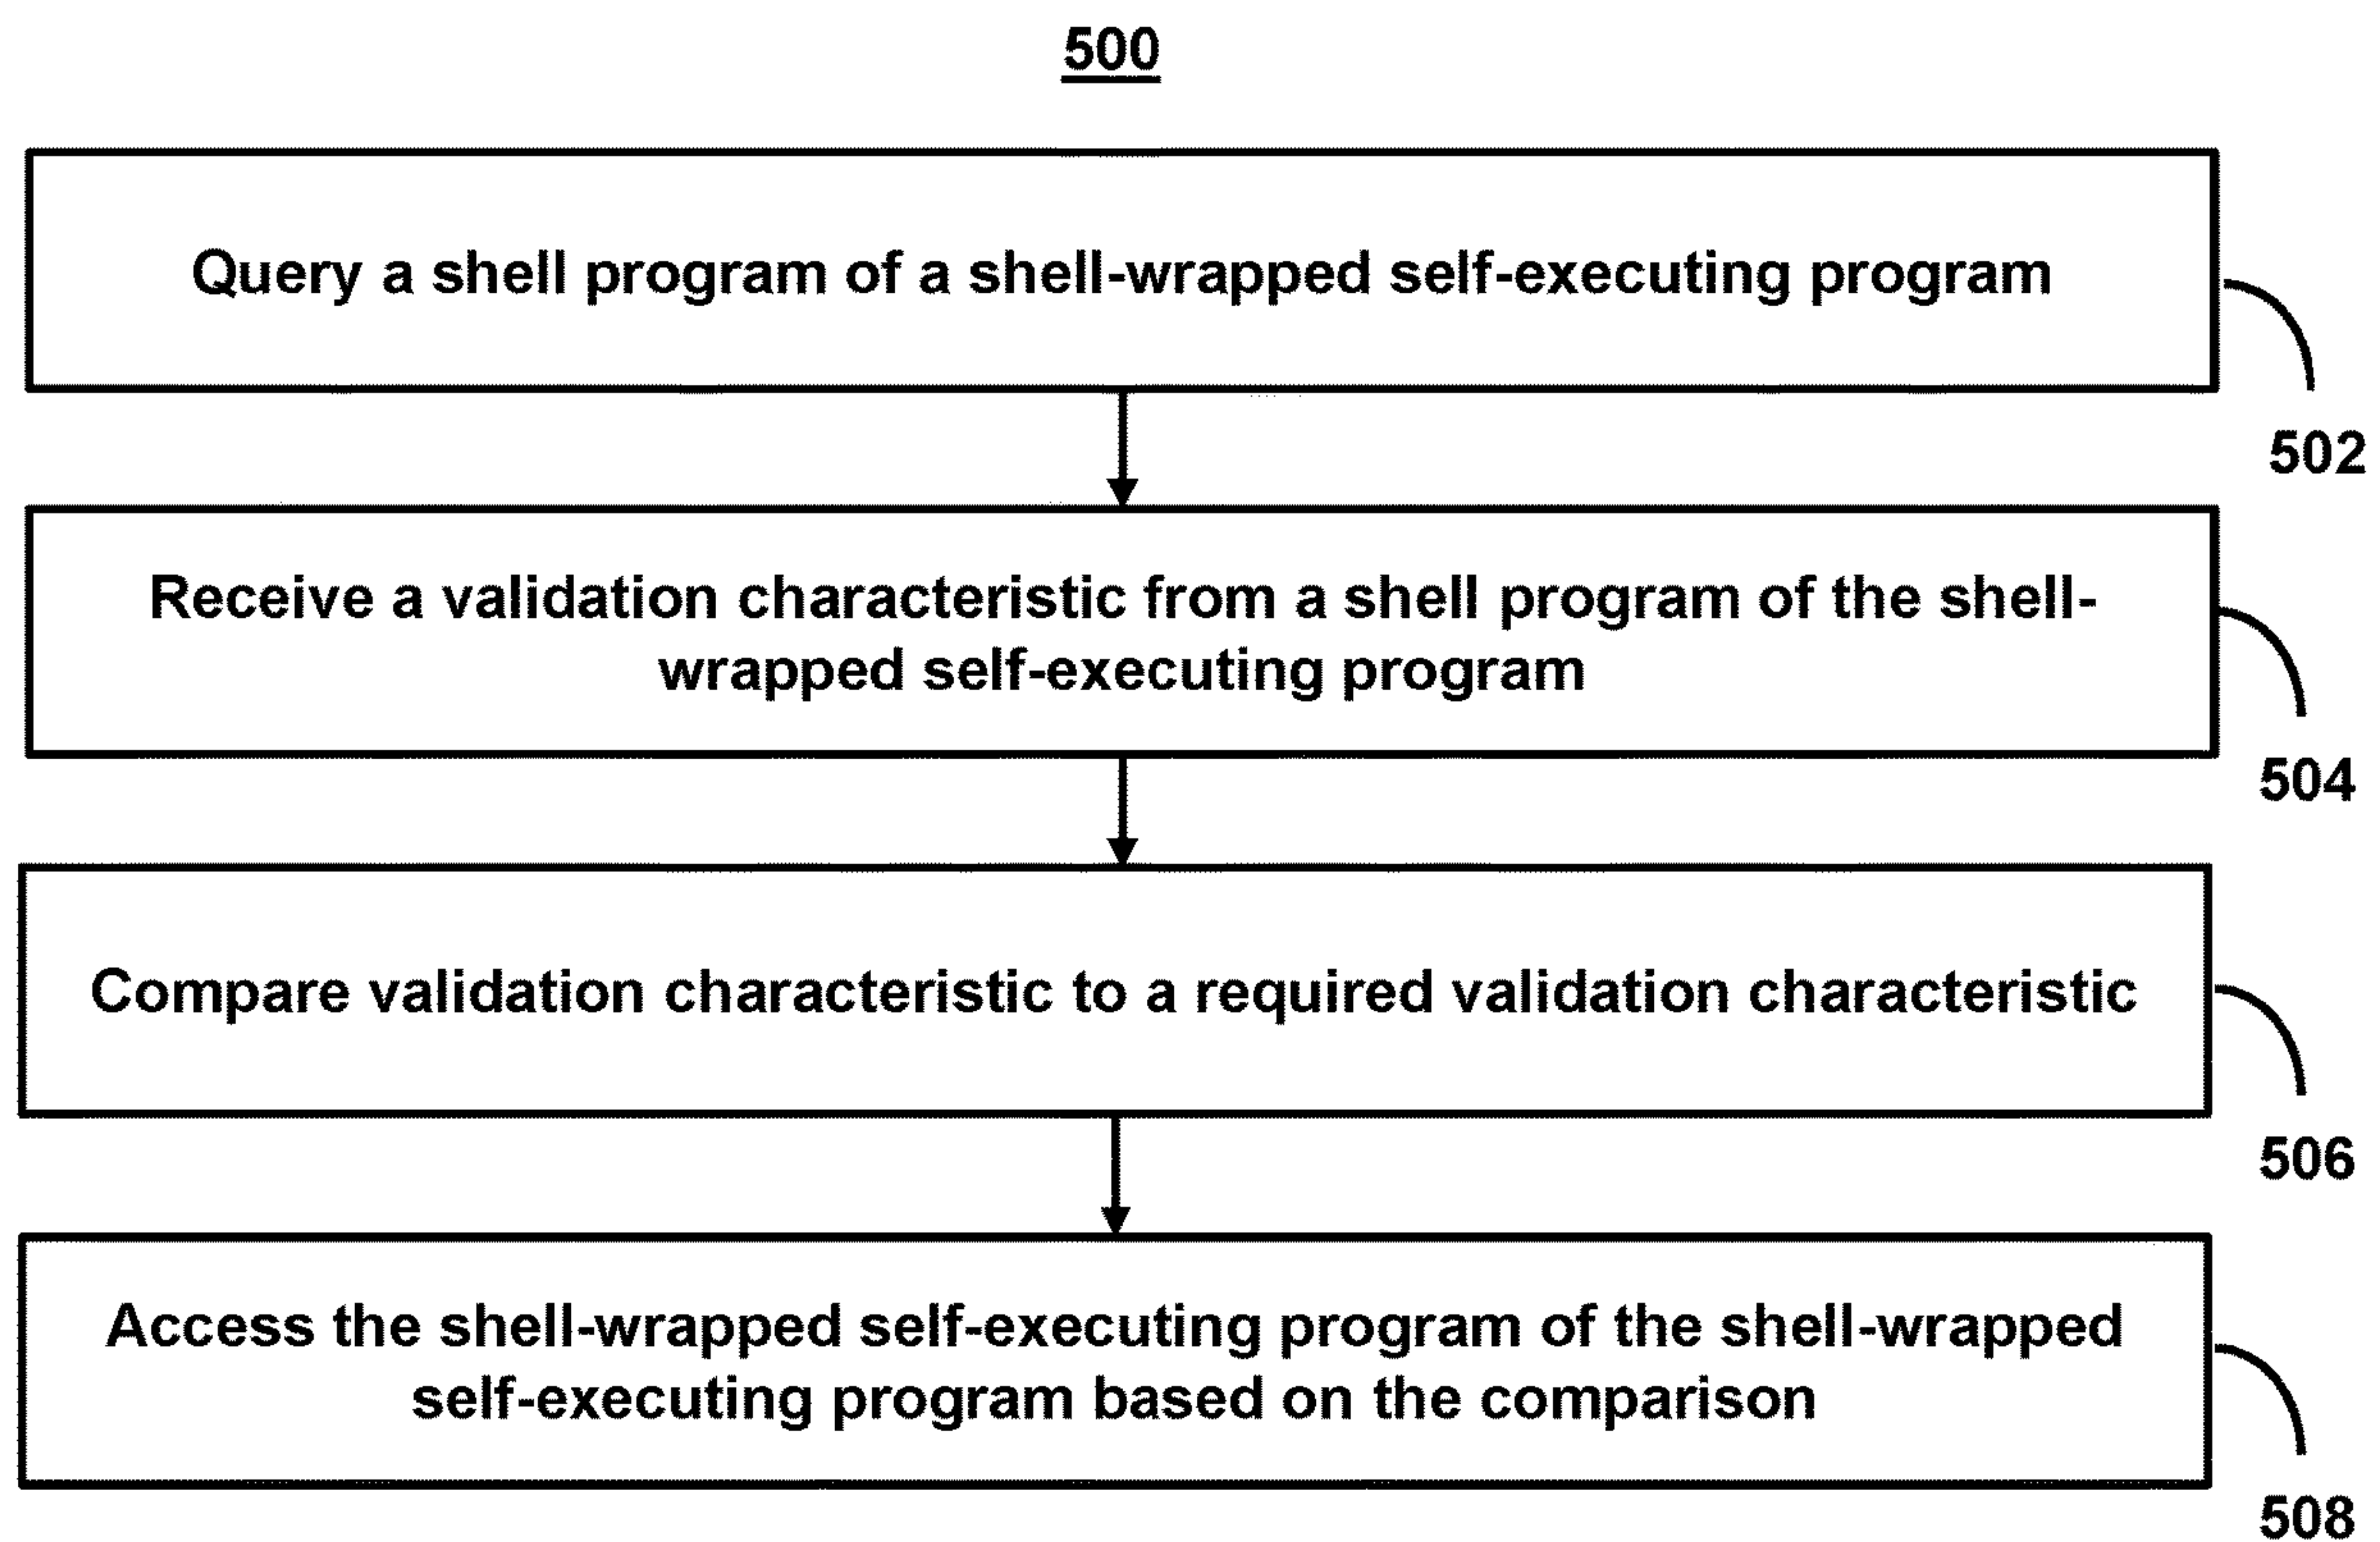 500
Query a shell program of a shell-wrapped self-executing program
502
Receive a validation characteristic from a shell program of the shell-
wrapped self-executing program
504
Compare validation characteristic to a required validation characteristic
506
Access the shell-wrapped self-executing program of the shell-wrapped
self-executing program based on the comparison
508